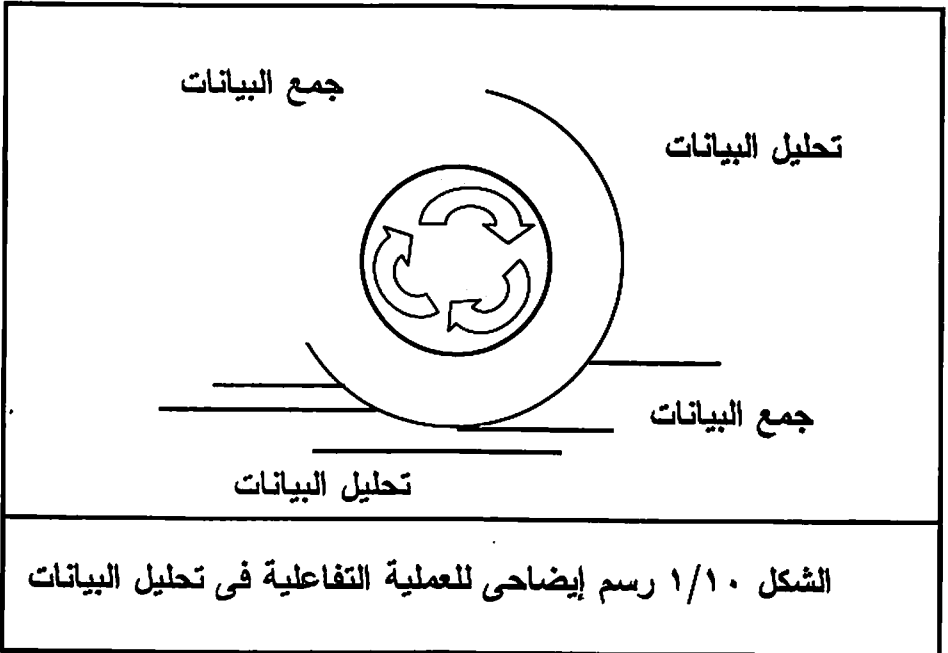 جمع البيانات
تحليل البيانات
جمع البيانات
تحليل البيانات
الشكل ١/١٠ رسم إيضاحى للعملية التفاعلية فى تحليل البيانات